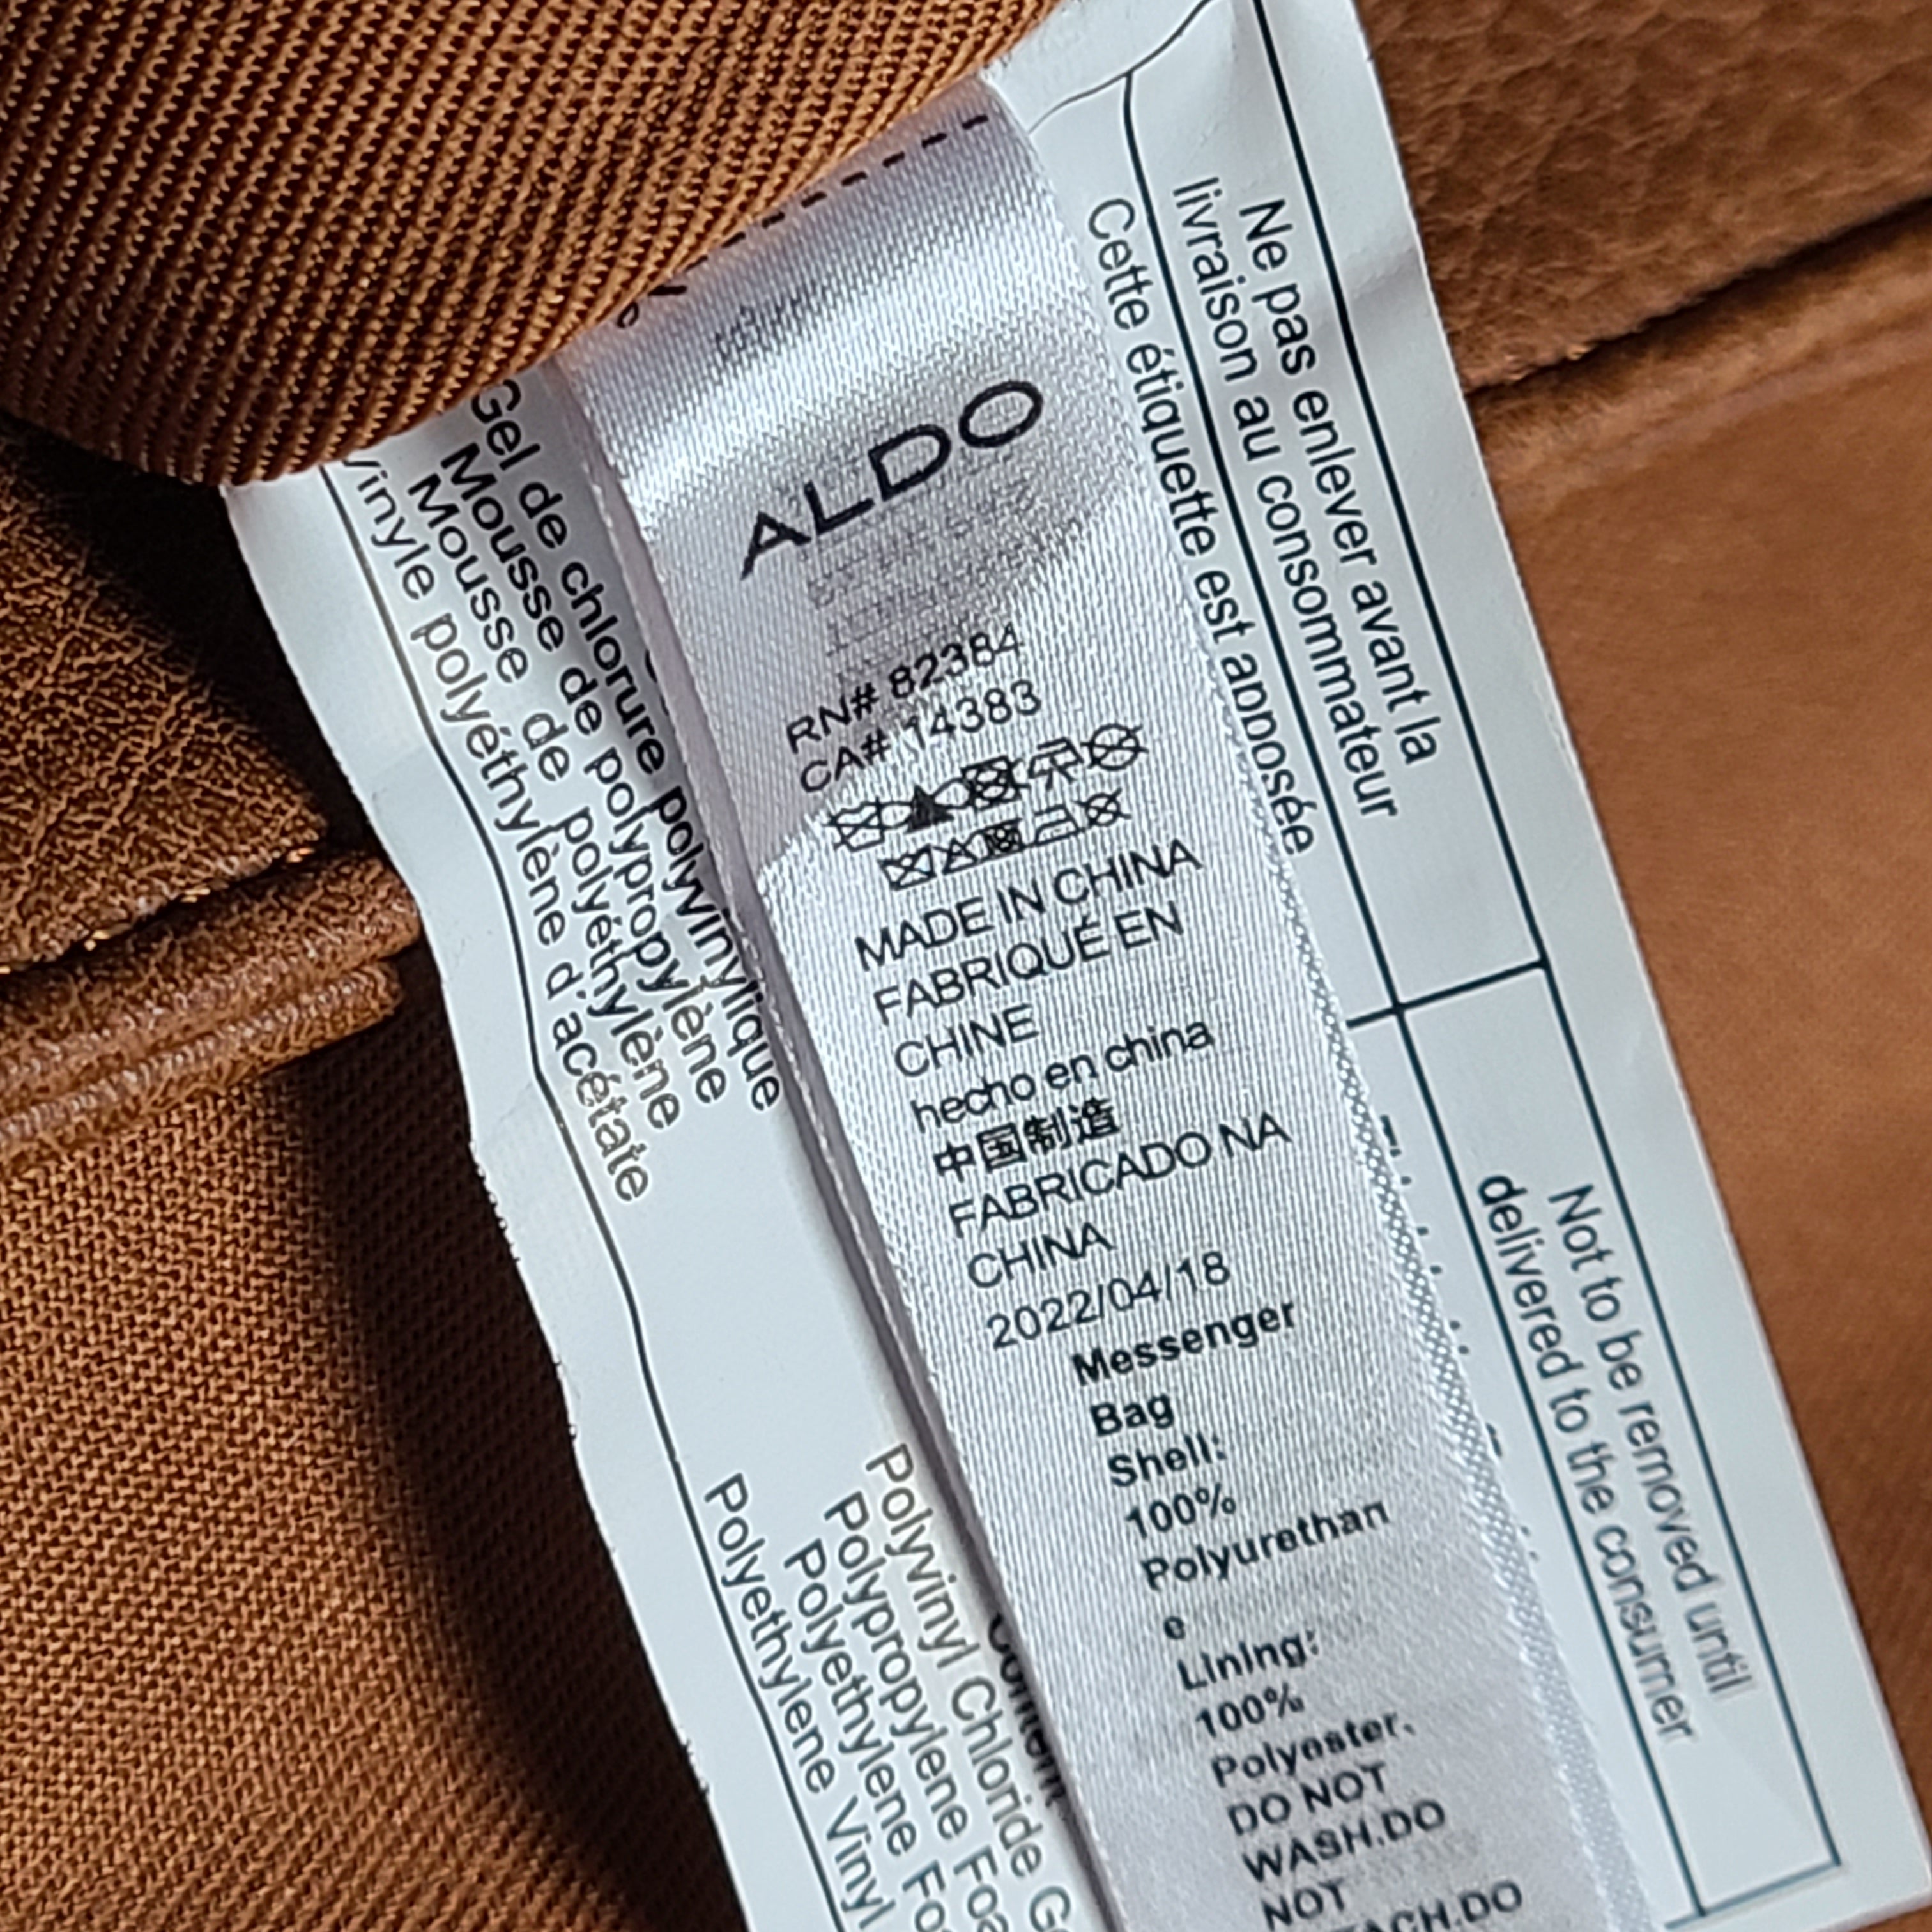 ALDO
RN# 82384
CA# 14383
MADE IN CHINA
FABRIQUÉ EN
CHINE
hecho en china
中国制造
FABRICADO NA
CHINA
2022/04/18
Messenger
Bag
Shell:
100%
Polyurethan
e
Lining:
100%
Polyester.
DO NOT
WASH.DO
NOT
Ne pas enlever avant la
livraison au consommateur
Cette étiquette est apposée
Not to be removed until
delivered to the consumer
Gel de chlorure polyvinylique
Mousse de polypropylène
Mousse de polyéthylène
Vinyle polyéthylène d'acétate
Content
Polyvinyl Chloride
Polypropylene
Polyethylene
Polyethylene Vinyl